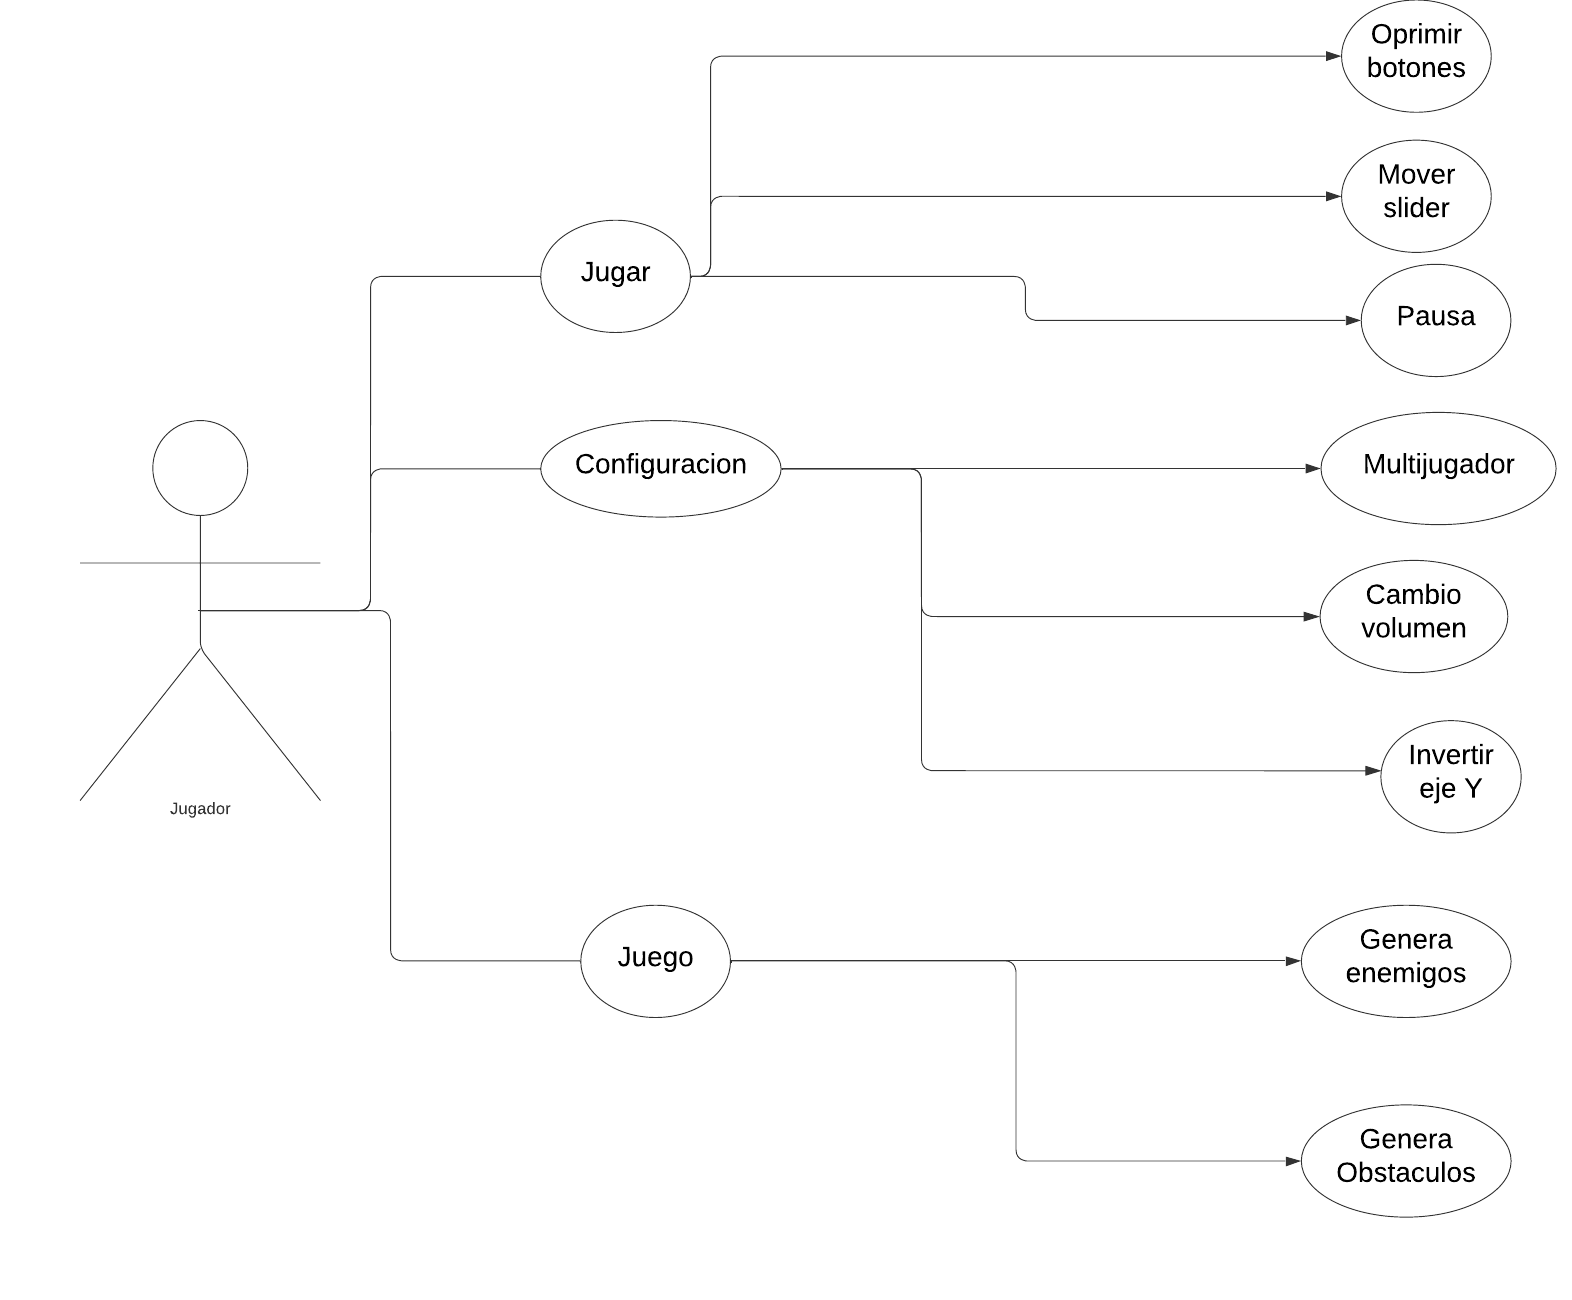 Oprimir
botones
Mover
slider
Jugar
Pausa
Configuracion
Multijugador
Cambio
volumen
Invertir
eje Y
Jugador
Juego
Genera
enemigos
Genera
Obstaculos